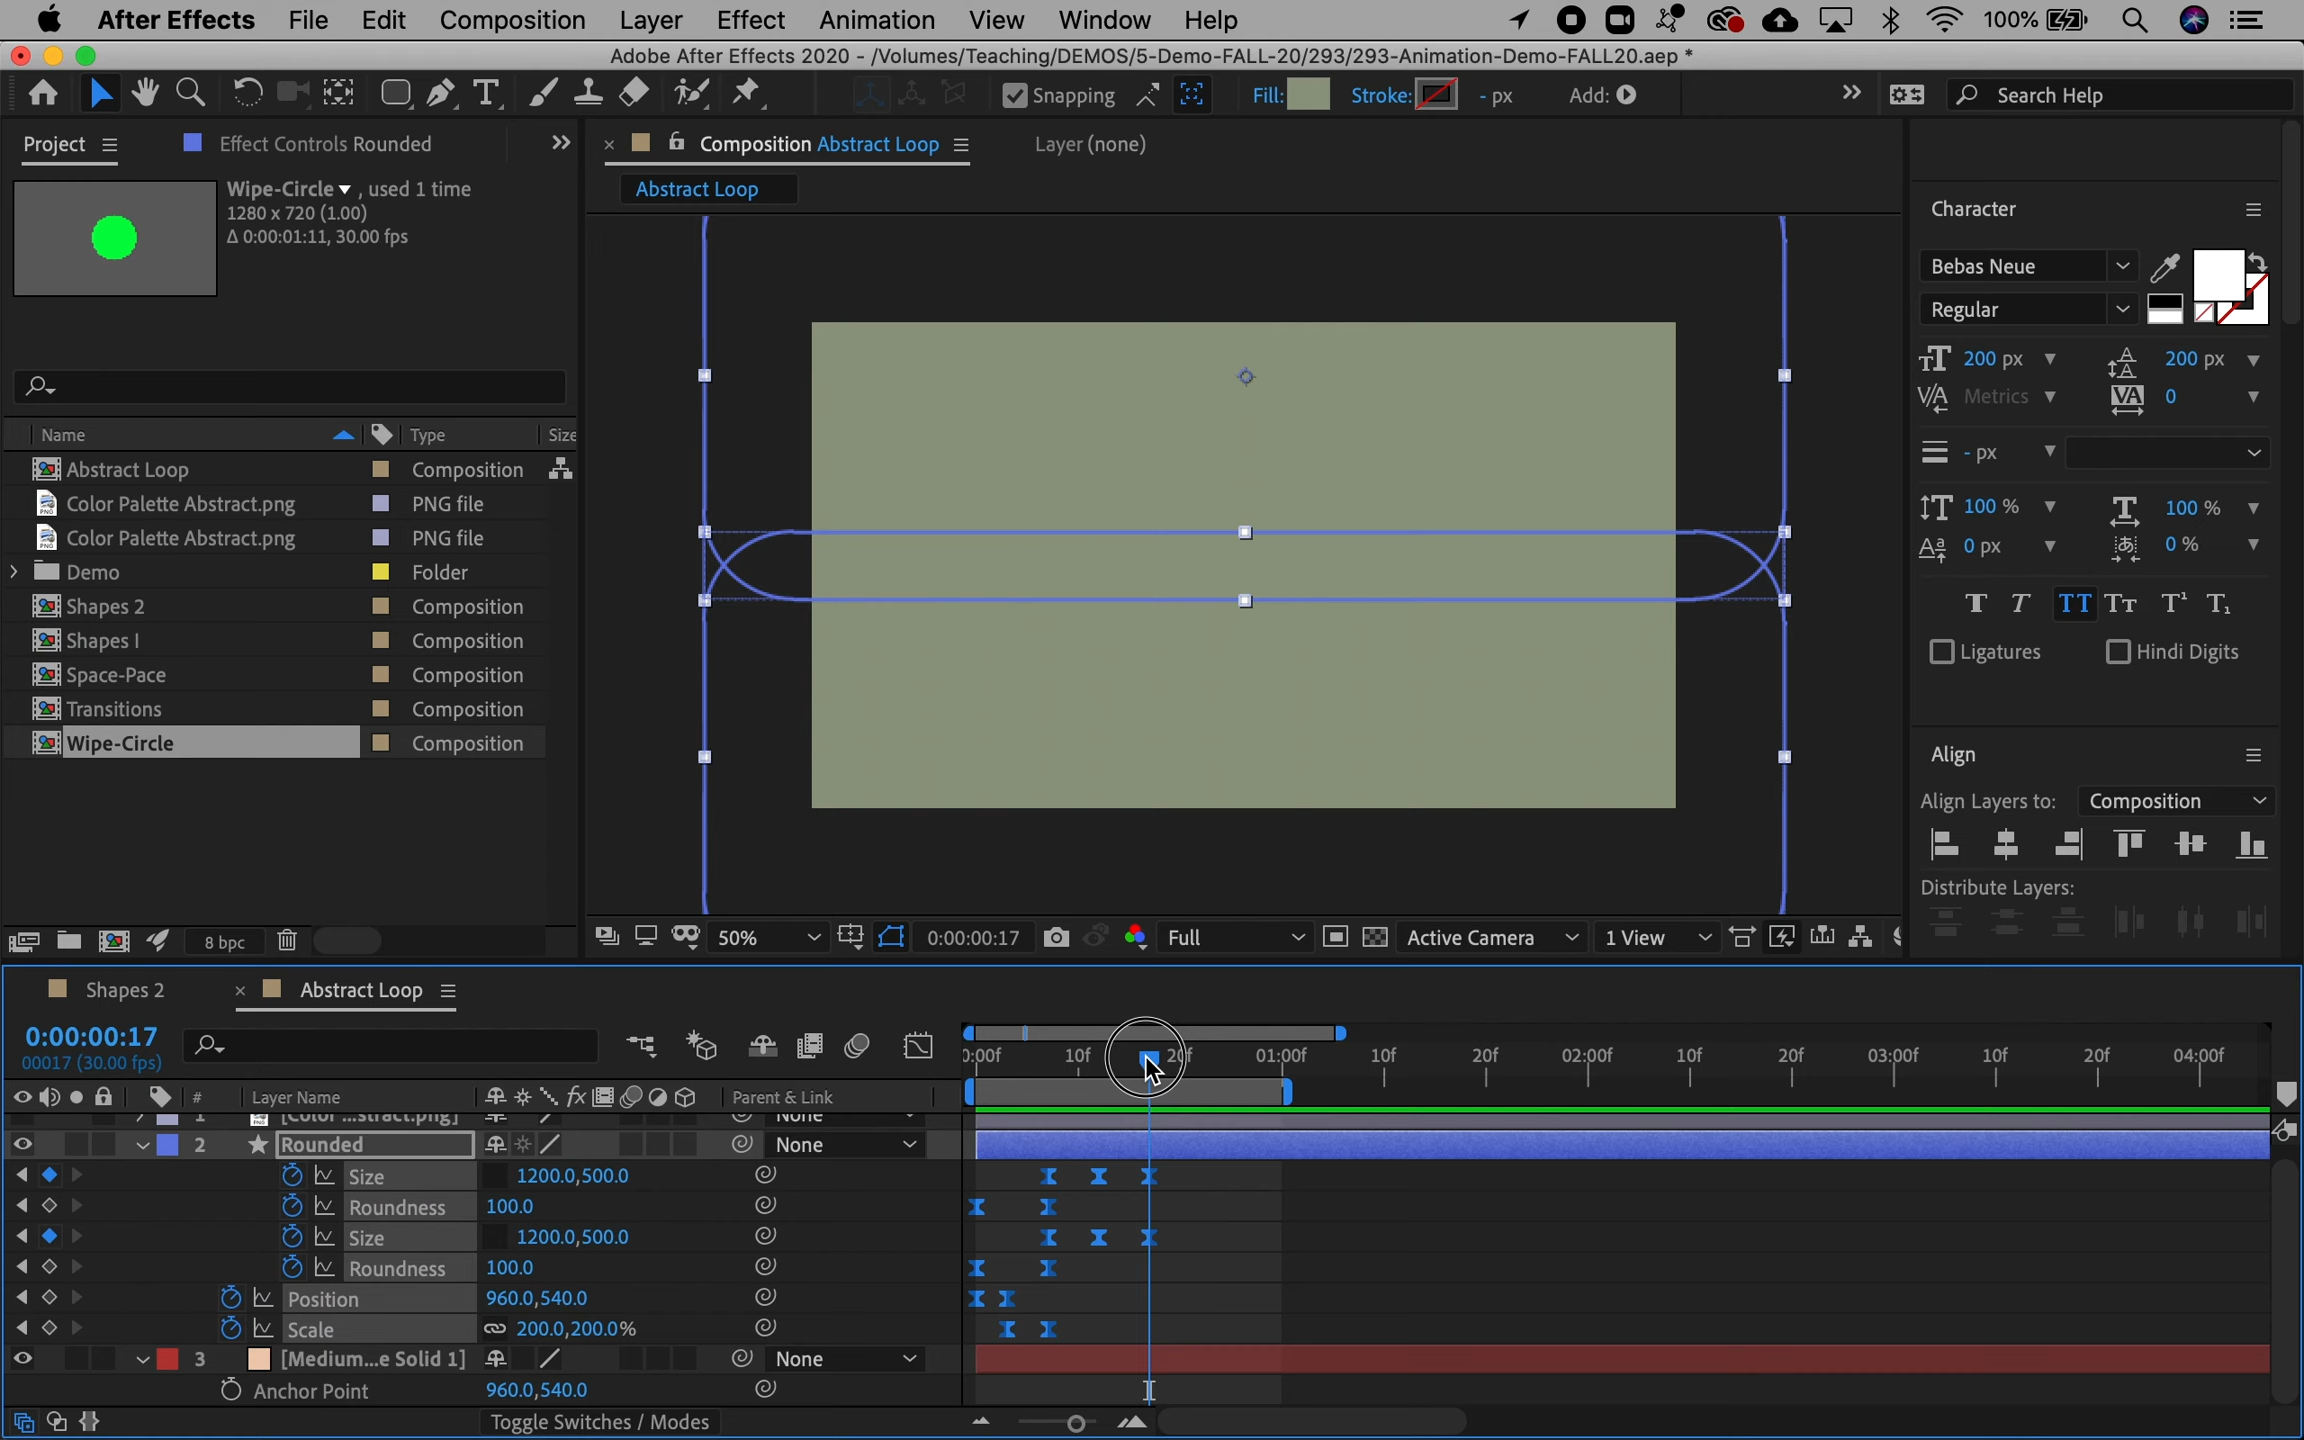 After Effects File Edit Composition Layer Effect Animation View Window Help 100%
Adobe After Effects 2020 - /Volumes/Teaching/DEMOS/5-Demo-FALL-20/293/293-Animation-Demo-FALL20.aep *
Snapping Fill: Stroke: - px Add: Search Help
Project Effect Controls Rounded
Composition Abstract Loop Layer (none)
Abstract Loop
Wipe-Circle , used 1 time
1280 x 720 (1.00)
Δ 0:00:01:11, 30.00 fps
Name Type Size
Abstract Loop Composition
Color Palette Abstract.png PNG file
Color Palette Abstract.png PNG file
Demo Folder
Shapes 2 Composition
Shapes I Composition
Space-Pace Composition
Transitions Composition
Wipe-Circle Composition
8 bpc
50% 0:00:00:17 Full Active Camera 1 View
Character
Bebas Neue
Regular
200 px 200 px
Metrics 0
- px
100 % 100 %
0 px 0 %
Ligatures Hindi Digits
Align
Align Layers to: Composition
Distribute Layers:
Shapes 2 Abstract Loop
0:00:00:17
00017 (30.00 fps)
0:00f 10f 20f 01:00f 10f 20f 02:00f 10f 20f 03:00f 10f 20f 04:00f
# Layer Name Parent & Link
1 [Color ...stract.png] None
2 Rounded None
Size 1200.0,500.0
Roundness 100.0
Size 1200.0,500.0
Roundness 100.0
Position 960.0,540.0
Scale 200.0,200.0%
3 [Medium...e Solid 1] None
Anchor Point 960.0,540.0
Toggle Switches / Modes